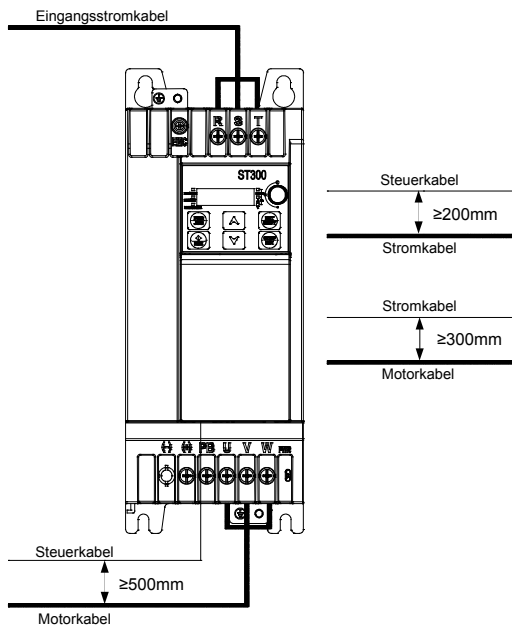 Eingangsstromkabel
R S T
ST300
Steuerkabel
≥200mm
Stromkabel
Stromkabel
≥300mm
Motorkabel
(-) (+) PB U V W
Steuerkabel
≥500mm
Motorkabel